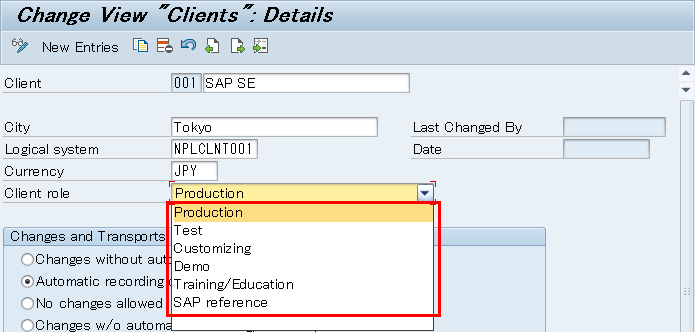 Change View "Clients": Details
New Entries
Client 001 SAP SE
City Tokyo Last Changed By
Logical system NPLCLNT001 Date
Currency JPY
Client role Production
Production
Test
Customizing
Demo
Training/Education
SAP reference
Changes and Transports
Changes without
Automatic recording
No changes allowed
Changes w/o